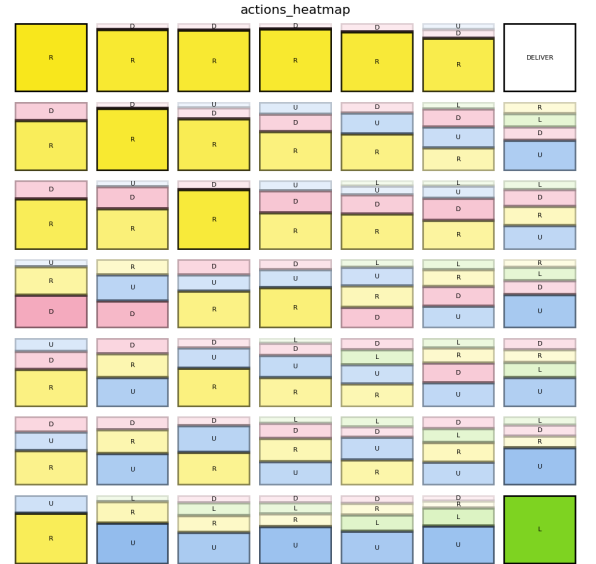 actions_heatmap
D D D D U
D
R R R R R R DELIVER
D D U U D L R
D D U D L
D
R R R R R U U
D U D U L L L
D D U U D
D D R
R R R R R R U
U R D D L L R
R U U U U R L
R D D
D D R R D U U
U D D D L D D
D R U D L R R
U U D L
R U R R R U U
D D D L L D L
U R U D D L D
R U R R
R U R U R U U
U L D D D D
R
R L L R L
R R L
R U U U U U L